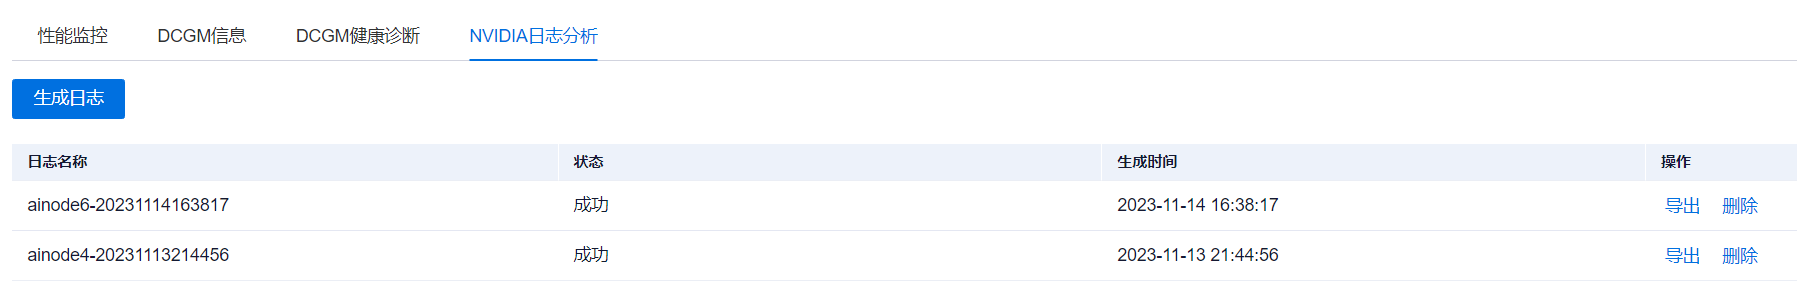 性能监控 DCGM信息 DCGM健康诊断 NVIDIA日志分析
生成日志
日志名称 状态 生成时间 操作
ainode6-20231114163817 成功 2023-11-14 16:38:17 导出 删除
ainode4-20231113214456 成功 2023-11-13 21:44:56 导出 删除